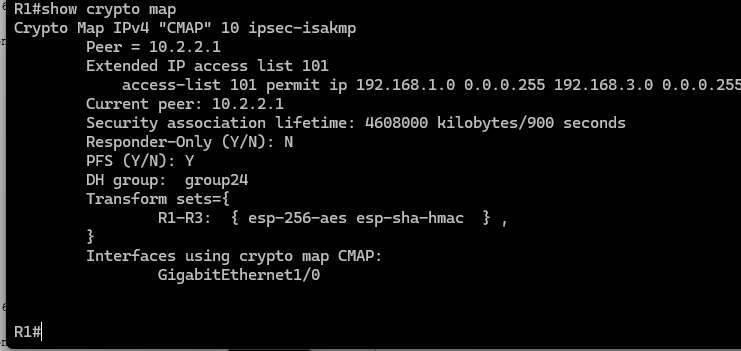 R1#show crypto map
Crypto Map IPv4 "CMAP" 10 ipsec-isakmp
Peer = 10.2.2.1
Extended IP access list 101
access-list 101 permit ip 192.168.1.0 0.0.0.255 192.168.3.0 0.0.0.255
Current peer: 10.2.2.1
Security association lifetime: 4608000 kilobytes/900 seconds
Responder-Only (Y/N): N
PFS (Y/N): Y
DH group:  group24
Transform sets={
R1-R3:  { esp-256-aes esp-sha-hmac  } ,
}
Interfaces using crypto map CMAP:
GigabitEthernet1/0
R1#